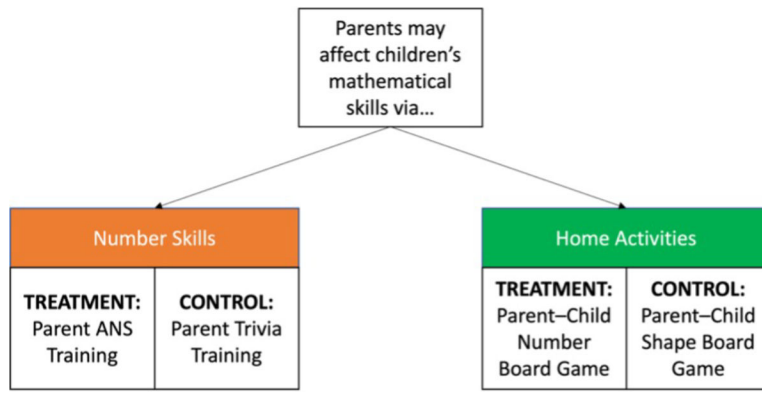 Parents may
affect children's
mathematical
skills via...
Number Skills
TREATMENT:
Parent ANS
Training
CONTROL:
Parent Trivia
Training
Home Activities
TREATMENT:
Parent–Child
Number
Board Game
CONTROL:
Parent–Child
Shape Board
Game